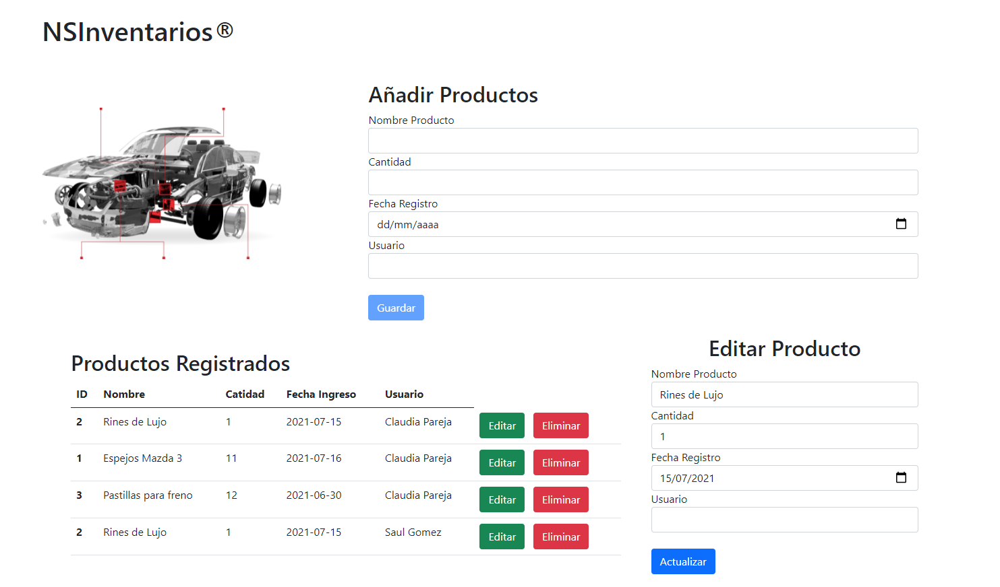 NSInventarios®
Añadir Productos
Nombre Producto
Cantidad
Fecha Registro
dd/mm/aaaa
Usuario
Guardar
Productos Registrados
ID Nombre Catidad Fecha Ingreso Usuario
2 Rines de Lujo 1 2021-07-15 Claudia Pareja Editar Eliminar
1 Espejos Mazda 3 11 2021-07-16 Claudia Pareja Editar Eliminar
3 Pastillas para freno 12 2021-06-30 Claudia Pareja Editar Eliminar
2 Rines de Lujo 1 2021-07-15 Saul Gomez Editar Eliminar
Editar Producto
Nombre Producto
Rines de Lujo
Cantidad
1
Fecha Registro
15/07/2021
Usuario
Actualizar